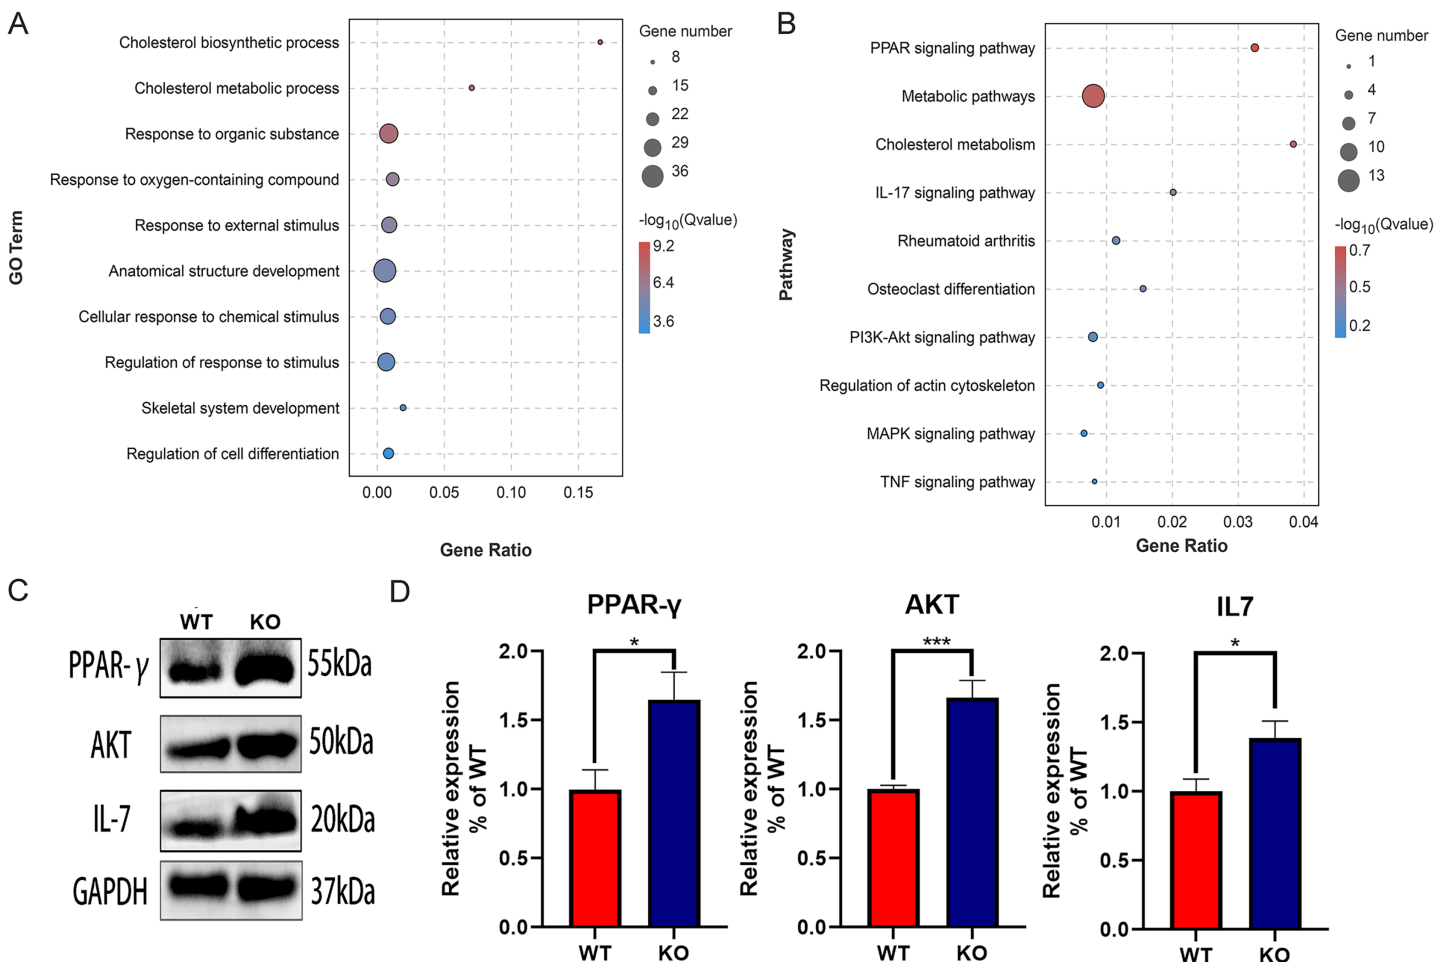 A
Cholesterol biosynthetic process
Cholesterol metabolic process
Response to organic substance
Response to oxygen-containing compound
Response to external stimulus
Anatomical structure development
Cellular response to chemical stimulus
Regulation of response to stimulus
Skeletal system development
Regulation of cell differentiation
GO Term
0.00 0.05 0.10 0.15
Gene Ratio
Gene number
8
15
22
29
36
-log10(Qvalue)
9.2
6.4
3.6
B
PPAR signaling pathway
Metabolic pathways
Cholesterol metabolism
IL-17 signaling pathway
Rheumatoid arthritis
Osteoclast differentiation
PI3K-Akt signaling pathway
Regulation of actin cytoskeleton
MAPK signaling pathway
TNF signaling pathway
Pathway
0.01 0.02 0.03 0.04
Gene Ratio
Gene number
1
4
7
10
13
-log10(Qvalue)
0.7
0.5
0.2
C
WT KO
PPAR-γ 55kDa
AKT 50kDa
IL-7 20kDa
GAPDH 37kDa
D
PPAR-γ
*
Relative expression
% of WT
2.0
1.5
1.0
0.5
0.0
WT KO
AKT
***
Relative expression
% of WT
2.0
1.5
1.0
0.5
0.0
WT KO
IL7
*
Relative expression
% of WT
2.0
1.5
1.0
0.5
0.0
WT KO